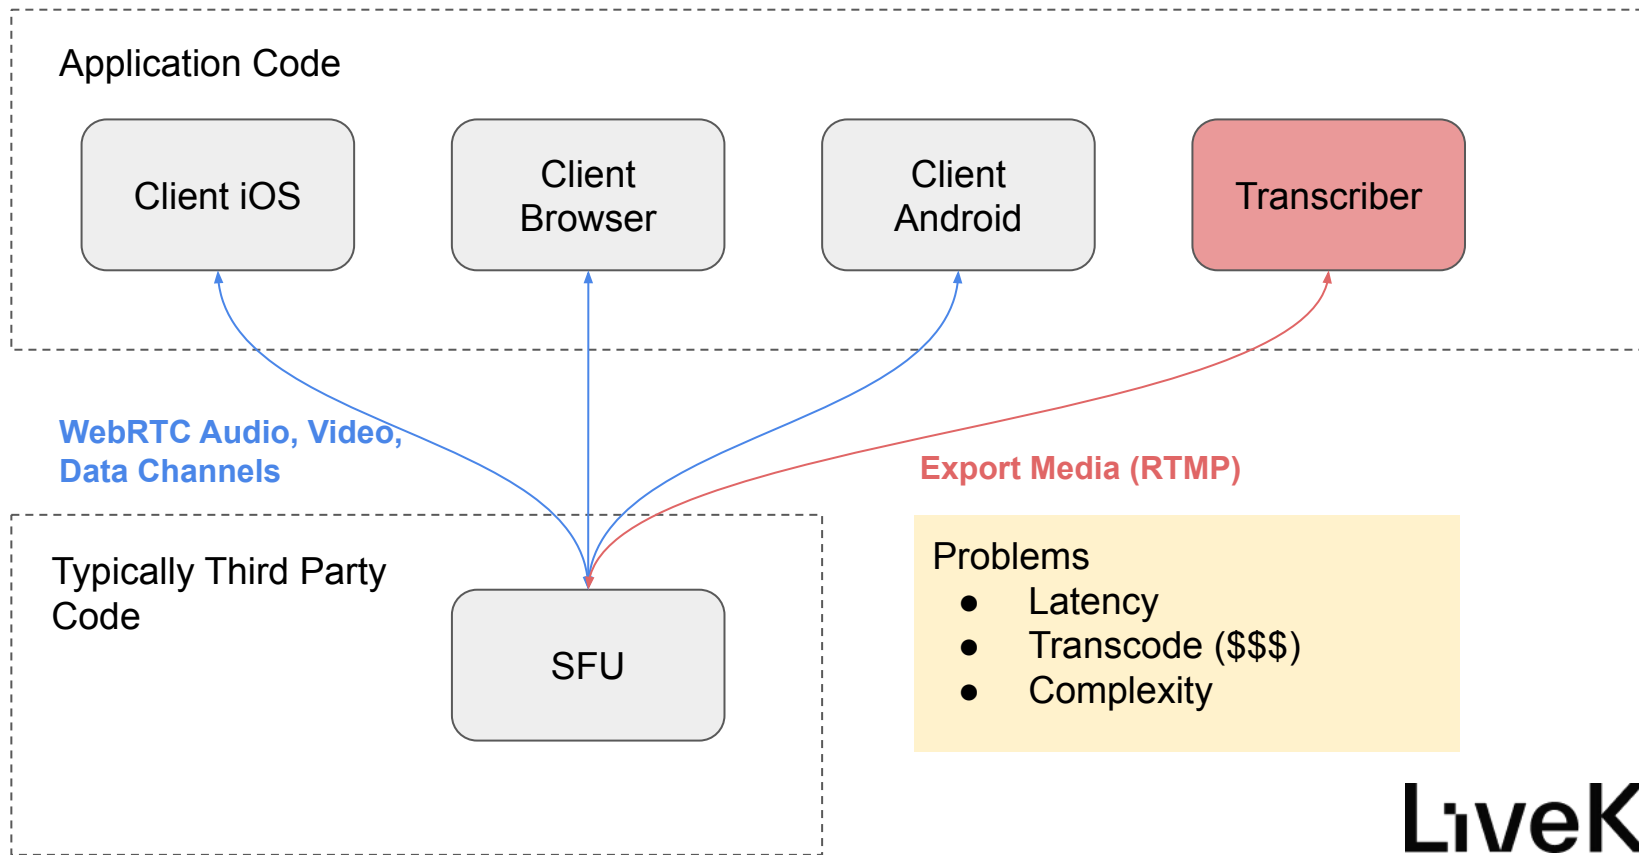 Application Code
Client iOS
Client
Browser
Client
Android
Transcriber
WebRTC Audio, Video,
Data Channels
Export Media (RTMP)
Typically Third Party
Code
SFU
Problems
● Latency
● Transcode ($$$)
● Complexity
LiveK